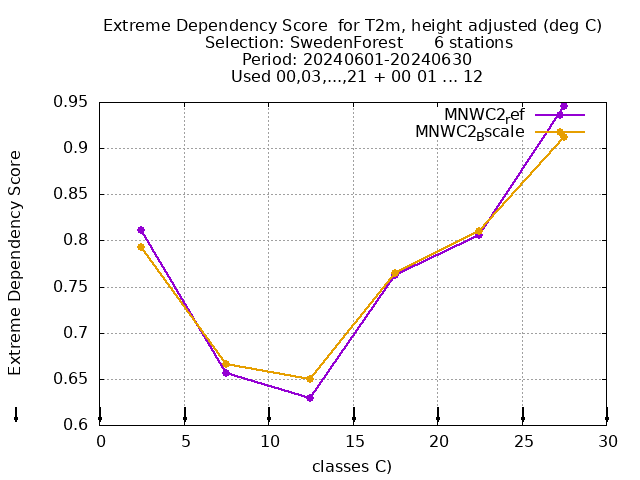 Extreme Dependency Score  for T2m, height adjusted (deg C)
Selection: SwedenForest      6 stations
Period: 20240601-20240630
Used 00,03,...,21 + 00 01 ... 12
MNWC2ref
MNWC2Bscale
0.95
0.9
0.85
0.8
0.75
0.7
0.65
0.6
Extreme Dependency Score
0 5 10 15 20 25 30
classes C)